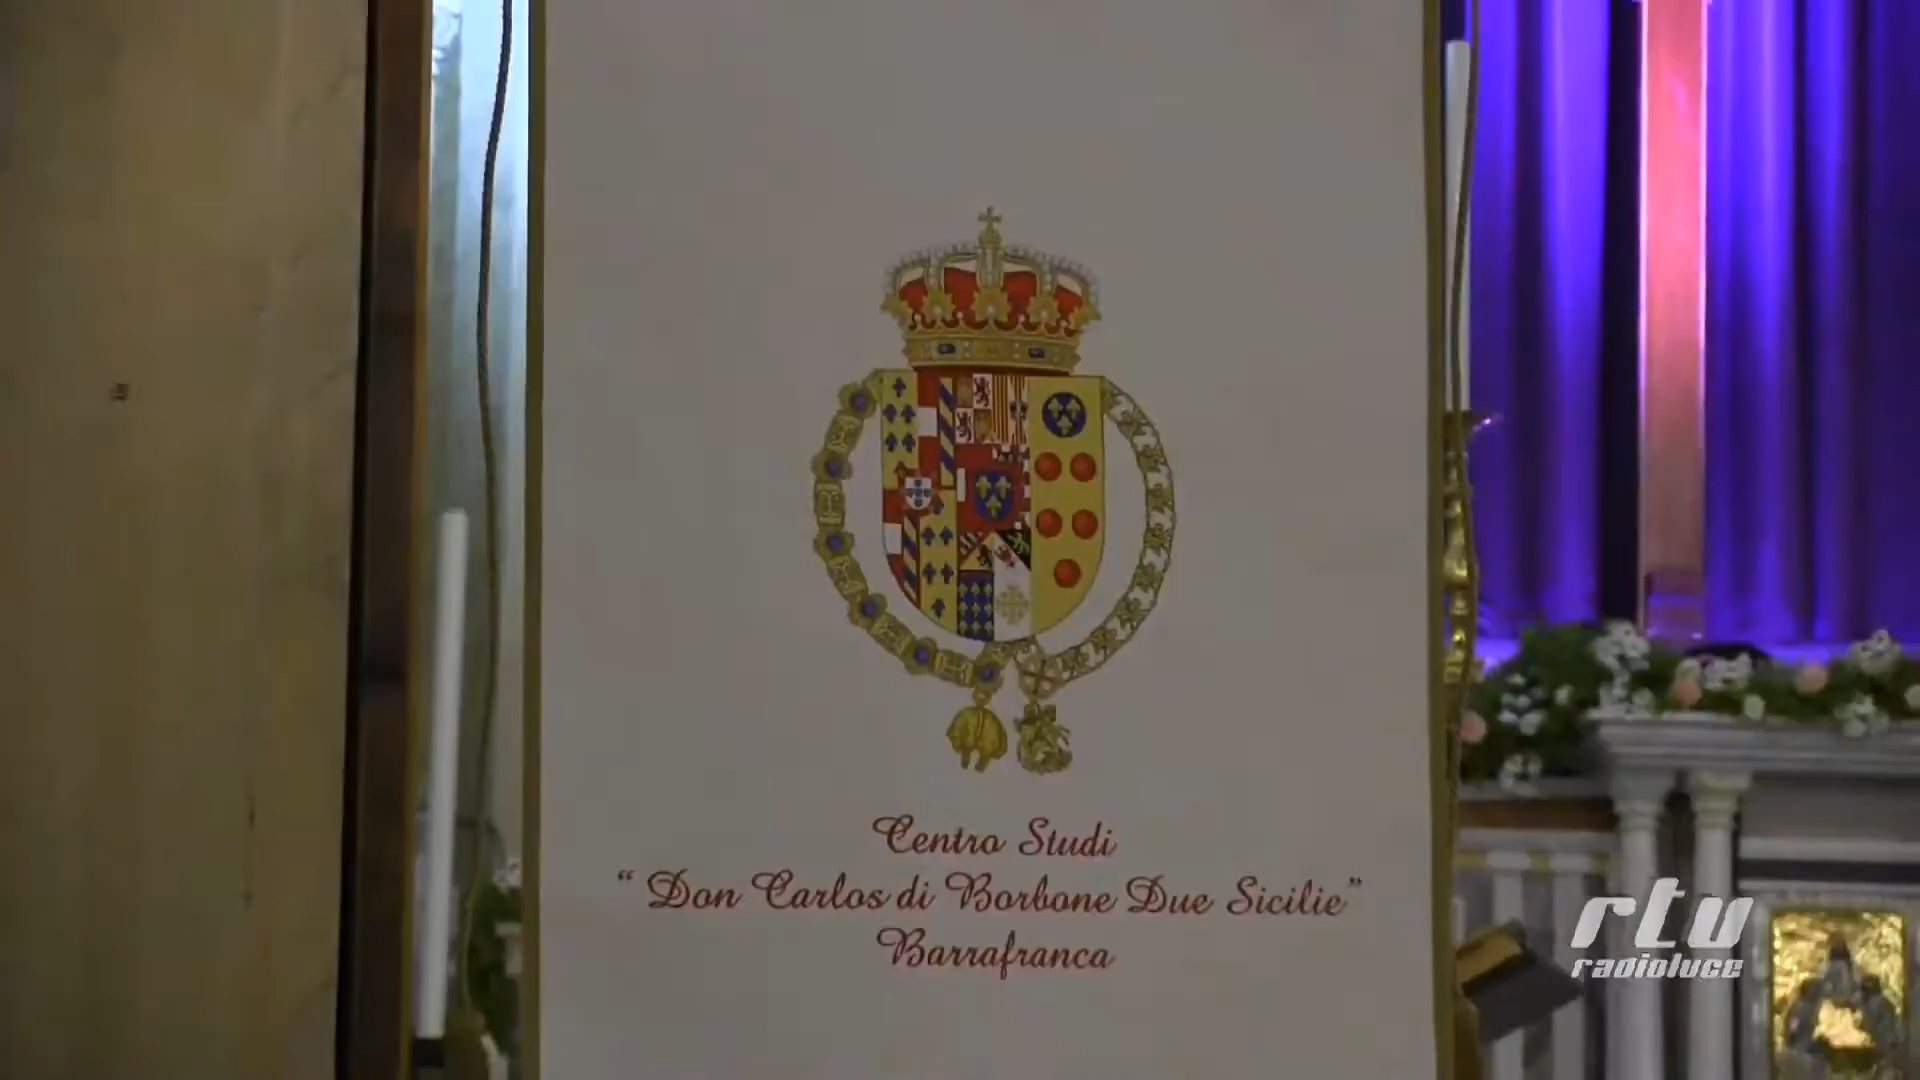 Centro Studi
“Don Carlos di Borbone Due Sicilie”
Barrafranca
rtv
radioluce